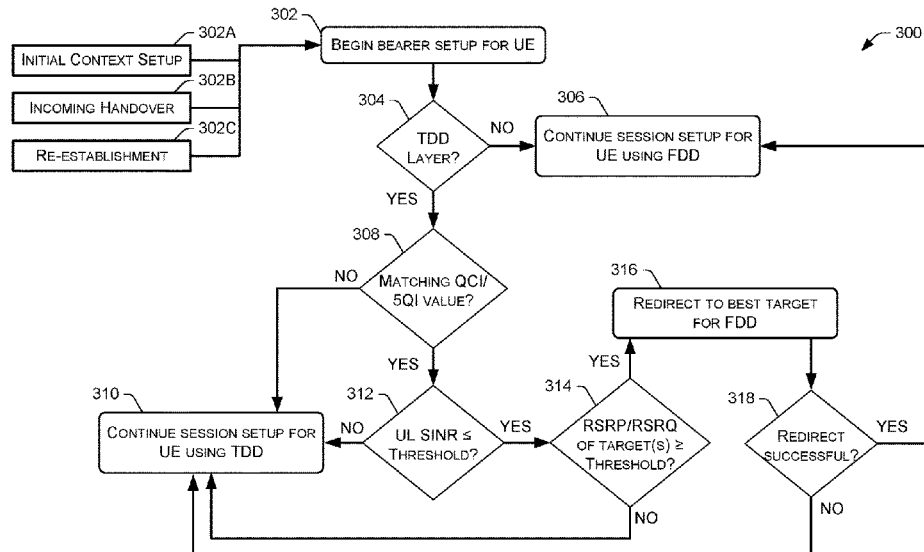 302
302A
300
INITIAL CONTEXT SETUP
BEGIN BEARER SETUP FOR UE
302B
INCOMING HANDOVER
304
306
302C
RE-ESTABLISHMENT
TDD
LAYER?
NO
CONTINUE SESSION SETUP FOR
UE USING FDD
YES
308
NO
MATCHING QCI/
5QI VALUE?
316
REDIRECT TO BEST TARGET
FOR FDD
YES
YES
310
312
314
318
CONTINUE SESSION SETUP FOR
UE USING TDD
NO
UL SINR ≤
THRESHOLD?
YES
RSRP/RSRQ
OF TARGET(S) ≥
THRESHOLD?
REDIRECT
SUCCESSFUL?
YES
NO
NO